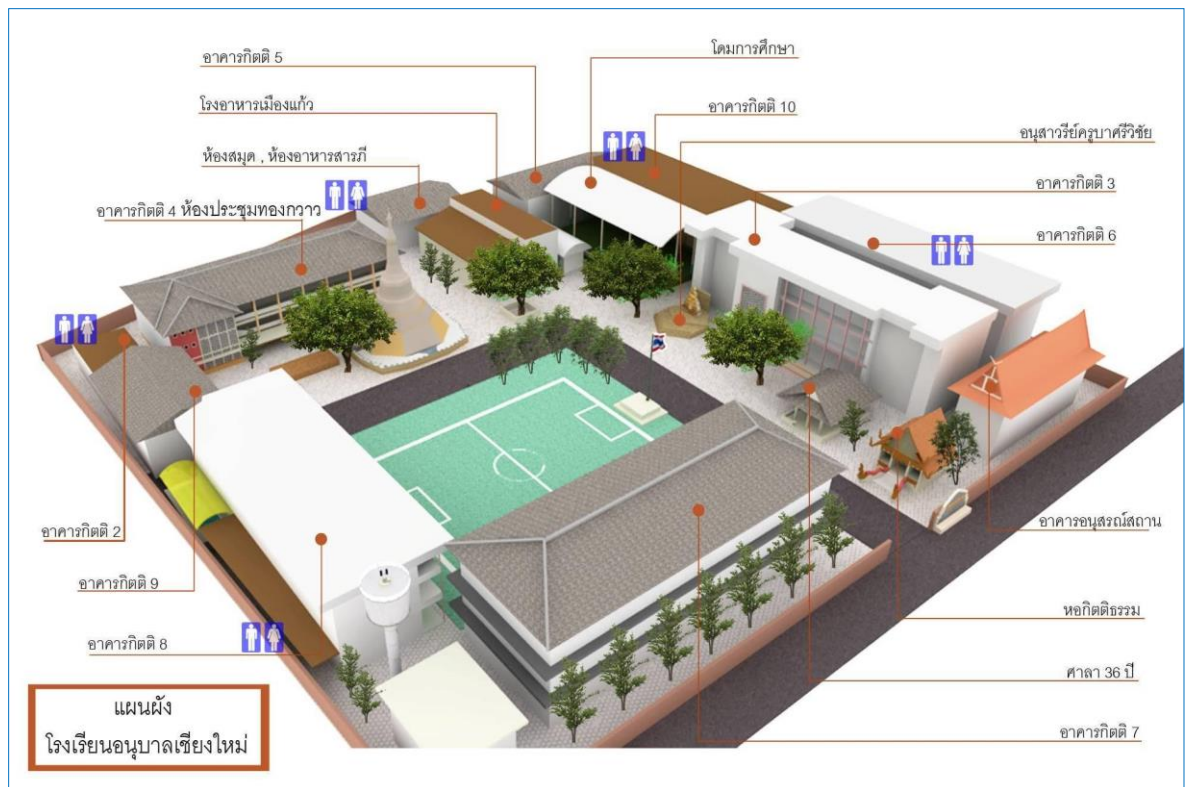 อาคารกิตติ 5
โดมการศึกษา
โรงอาหารเมืองแก้ว
อาคารกิตติ 10
อนุสาวรีย์ครูบาศรีวิชัย
ห้องสมุด , ห้องอาหารสารภี
อาคารกิตติ 3
อาคารกิตติ 4 ห้องประชุมทองกวาว
อาคารกิตติ 6
อาคารกิตติ 2
อาคารอนุสรณ์สถาน
อาคารกิตติ 9
หอกิตติธรรม
อาคารกิตติ 8
ศาลา 36 ปี
อาคารกิตติ 7
แผนผัง
โรงเรียนอนุบาลเชียงใหม่